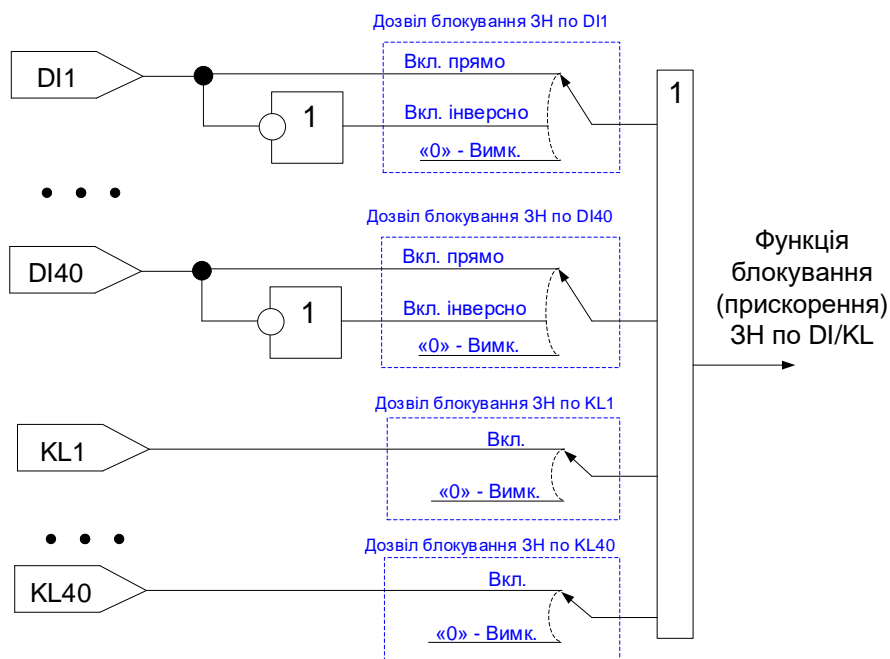 Дозвіл блокування ЗН по DI1
DI1
Вкл. прямо
1
Вкл. інверсно
«0» - Вимк.
1
Дозвіл блокування ЗН по DI40
DI40
Вкл. прямо
1
Вкл. інверсно
«0» - Вимк.
Функція
блокування
(прискорення)
ЗН по DI/KL
Дозвіл блокування ЗН по KL1
KL1
Вкл.
«0» - Вимк.
Дозвіл блокування ЗН по KL40
KL40
Вкл.
«0» - Вимк.